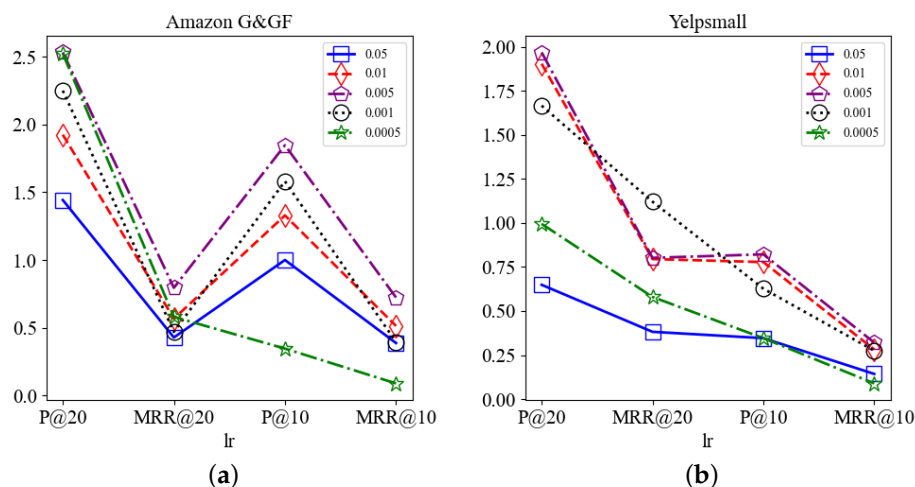 Amazon G&GF
2.5
2.0
1.5
1.0
0.5
0.0
0.05
0.01
0.005
0.001
0.0005
P@20
MRR@20
P@10
MRR@10
lr
(a)
Yelpsmall
2.00
1.75
1.50
1.25
1.00
0.75
0.50
0.25
0.00
0.05
0.01
0.005
0.001
0.0005
P@20
MRR@20
P@10
MRR@10
lr
(b)